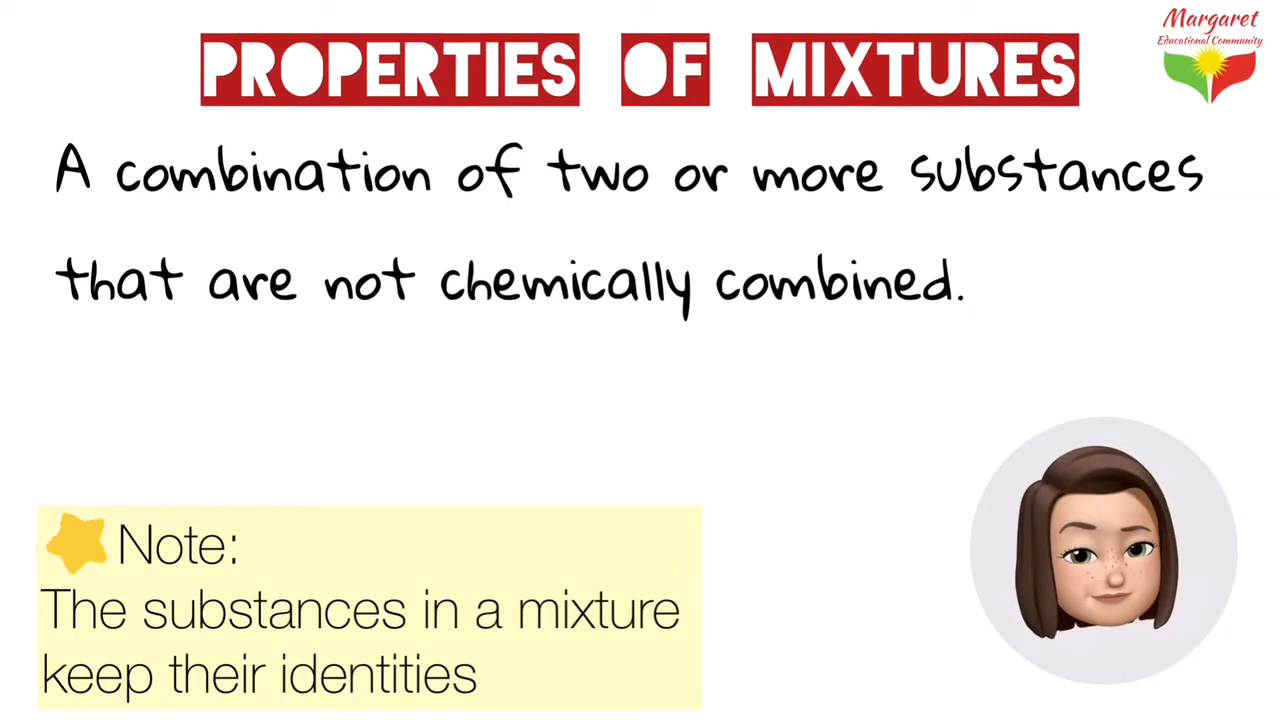 Margaret
Educational Community
PROPERTIES OF MIXTURES
A combination of two or more substances
that are not chemically combined.
Note:
The substances in a mixture
keep their identities